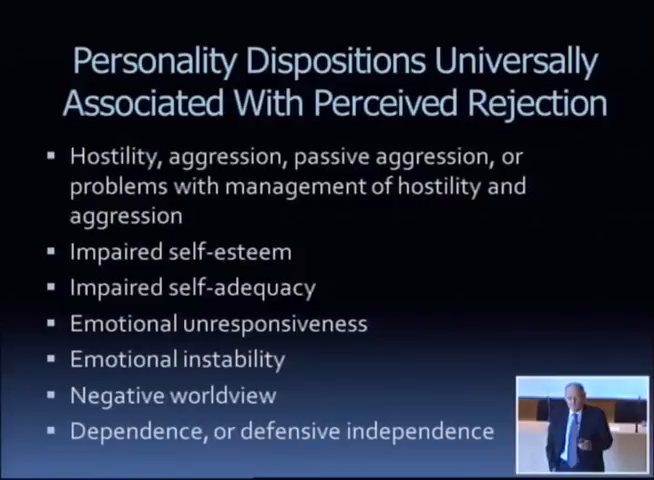 Personality Dispositions Universally
Associated With Perceived Rejection
▪ Hostility, aggression, passive aggression, or
problems with management of hostility and
aggression
▪ Impaired self-esteem
▪ Impaired self-adequacy
▪ Emotional unresponsiveness
▪ Emotional instability
▪ Negative worldview
▪ Dependence, or defensive independence